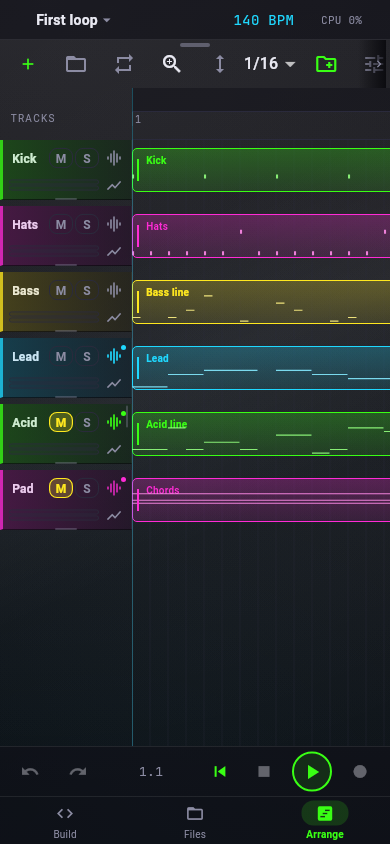 First loop 140 BPM CPU 0%
1/16
TRACKS
1
Kick M S Kick
Hats M S Hats
Bass M S Bass line
Lead M S Lead
Acid M S Acid line
Pad M S Chords
1.1
Build Files Arrange